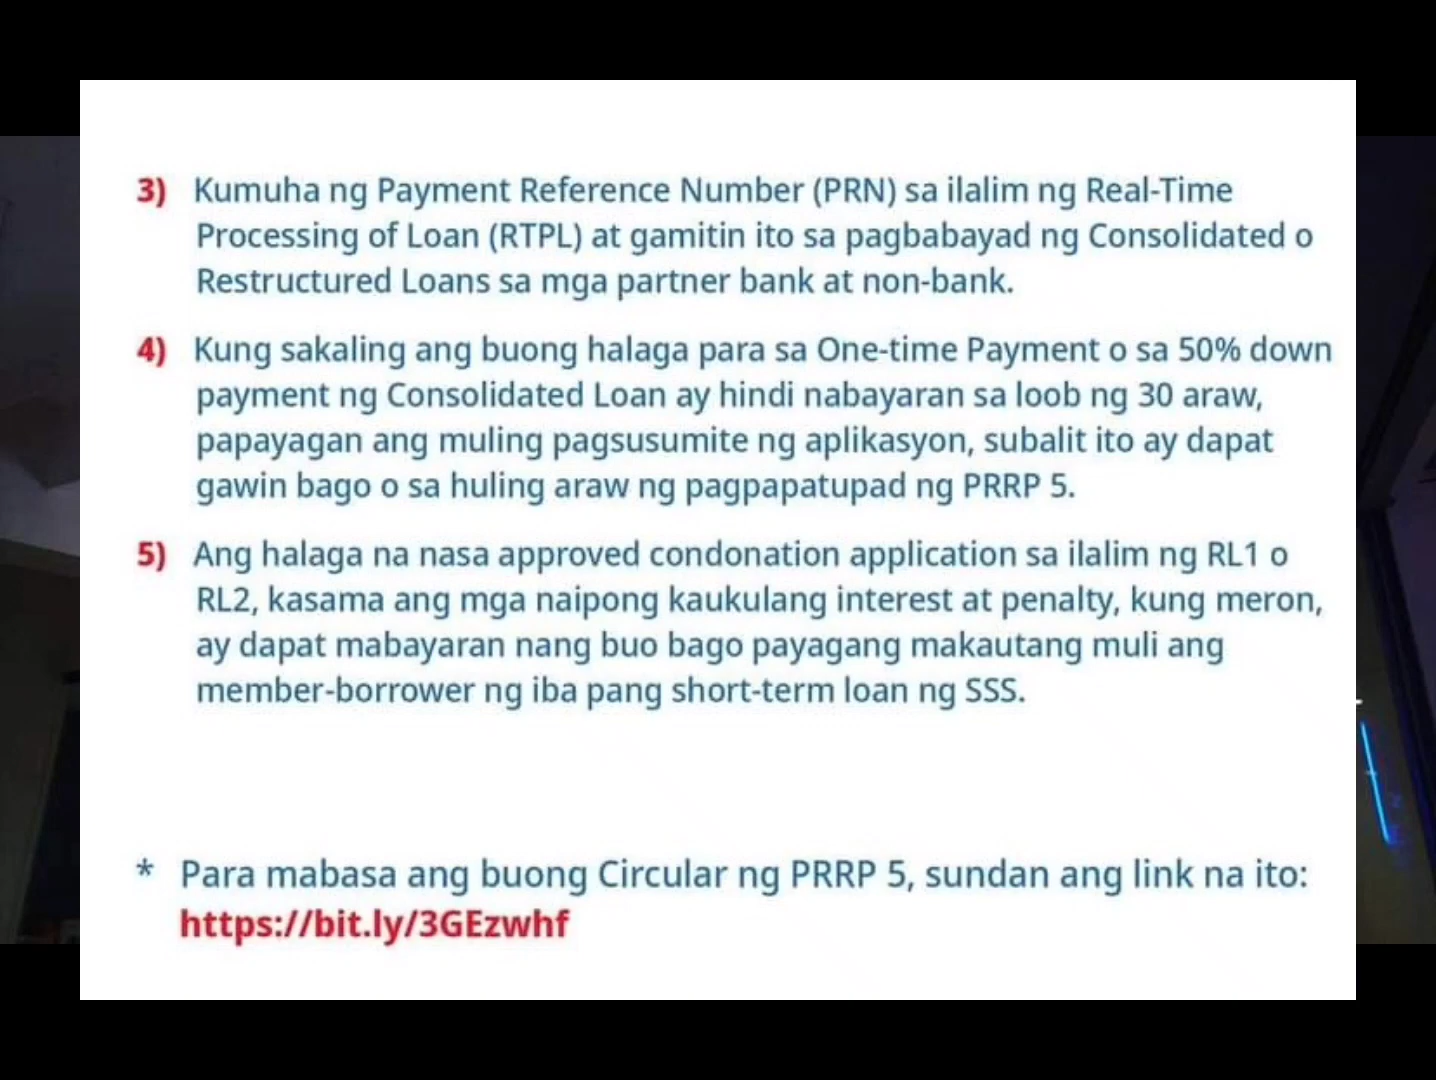 3) Kumuha ng Payment Reference Number (PRN) sa ilalim ng Real-Time
Processing of Loan (RTPL) at gamitin ito sa pagbabayad ng Consolidated o
Restructured Loans sa mga partner bank at non-bank.
4) Kung sakaling ang buong halaga para sa One-time Payment o sa 50% down
payment ng Consolidated Loan ay hindi nabayaran sa loob ng 30 araw,
papayagan ang muling pagsusumite ng aplikasyon, subalit ito ay dapat
gawin bago o sa huling araw ng pagpapatupad ng PRRP 5.
5) Ang halaga na nasa approved condonation application sa ilalim ng RL1 o
RL2, kasama ang mga naipong kaukulang interest at penalty, kung meron,
ay dapat mabayaran nang buo bago payagang makautang muli ang
member-borrower ng iba pang short-term loan ng SSS.
* Para mabasa ang buong Circular ng PRRP 5, sundan ang link na ito:
https://bit.ly/3GEzwhf